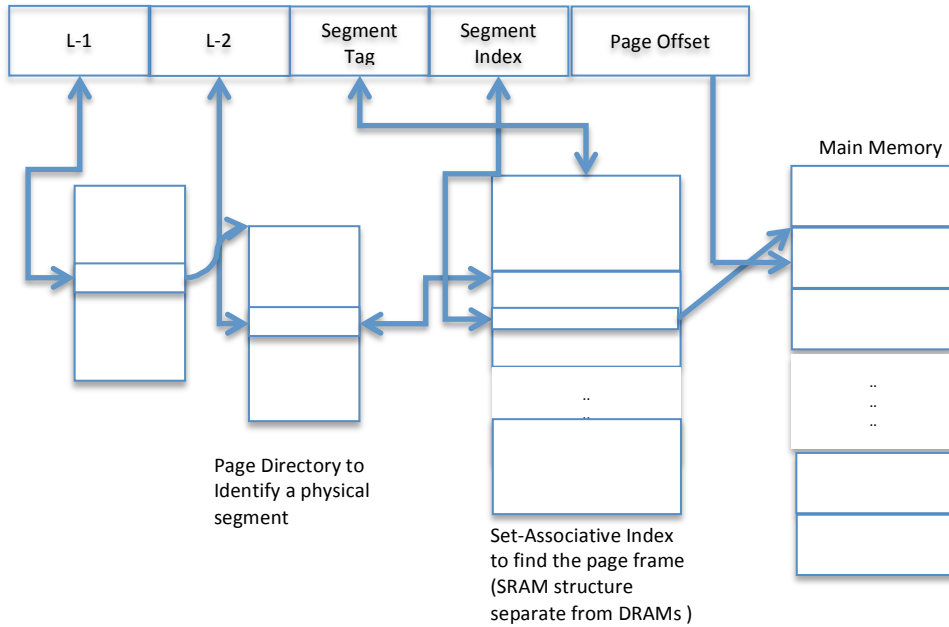 L-1
L-2
Segment
Tag
Segment
Index
Page Offset
Main Memory
..
..
..
..
..
Page Directory to
Identify a physical
segment
Set-Associative Index
to find the page frame
(SRAM structure
separate from DRAMs )